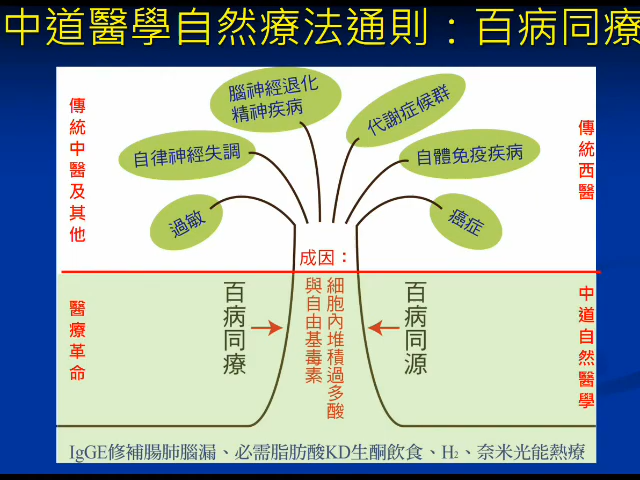 中道醫學自然療法通則：百病同療
傳統中醫及其他
腦神經退化
精神疾病
代謝症候群
傳統西醫
自律神經失調
自體免疫疾病
過敏
癌症
成因：
醫療革命
百病同療
細胞內堆積過多酸
與自由基毒素
百病同源
中道自然醫學
IgGE修補腸肺腦漏、必需脂肪酸KD生酮飲食、H₂、奈米光能熱療